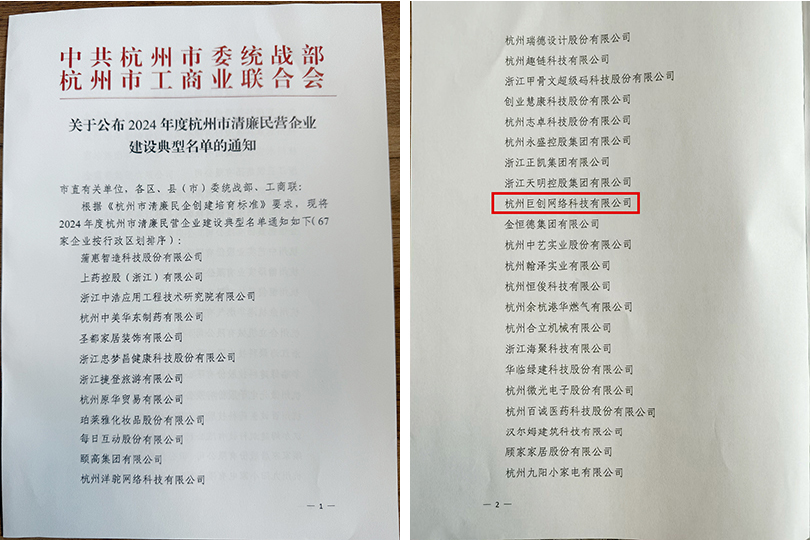 中共杭州市委统战部
杭州市工商业联合会
关于公布 2024 年度杭州市清廉民营企业
建设典型名单的通知
市直有关单位，各区、县（市）委统战部、工商联：
根据《杭州市清廉民企创建培育标准》要求，现将
2024 年度杭州市清廉民营企业建设典型名单通知如下（67
家企业按行政区划排序）：
蒲惠智造科技股份有限公司
上药控股（浙江）有限公司
浙江中浩应用工程技术研究院有限公司
杭州中美华东制药有限公司
圣都家居装饰有限公司
浙江忠梦昌健康科技股份有限公司
浙江捷登旅游有限公司
杭州原华贸易有限公司
珀莱雅化妆品股份有限公司
每日互动股份有限公司
颐高集团有限公司
杭州洋驼网络科技有限公司
— 1 —
杭州瑞德设计股份有限公司
杭州趣链科技有限公司
浙江甲骨文超级码科技股份有限公司
创业慧康科技股份有限公司
杭州志卓科技股份有限公司
杭州永盛控股集团有限公司
浙江正凯集团有限公司
浙江天明控股集团有限公司
杭州巨创网络科技有限公司
金恒德集团有限公司
杭州中艺实业股份有限公司
杭州翰泽实业有限公司
杭州恒俊科技有限公司
杭州余杭港华燃气有限公司
杭州合立机械有限公司
浙江海聚科技有限公司
华临绿建科技股份有限公司
杭州微光电子股份有限公司
杭州百诚医药科技股份有限公司
汉尔姆建筑科技有限公司
顾家家居股份有限公司
杭州九阳小家电有限公司
— 2 —